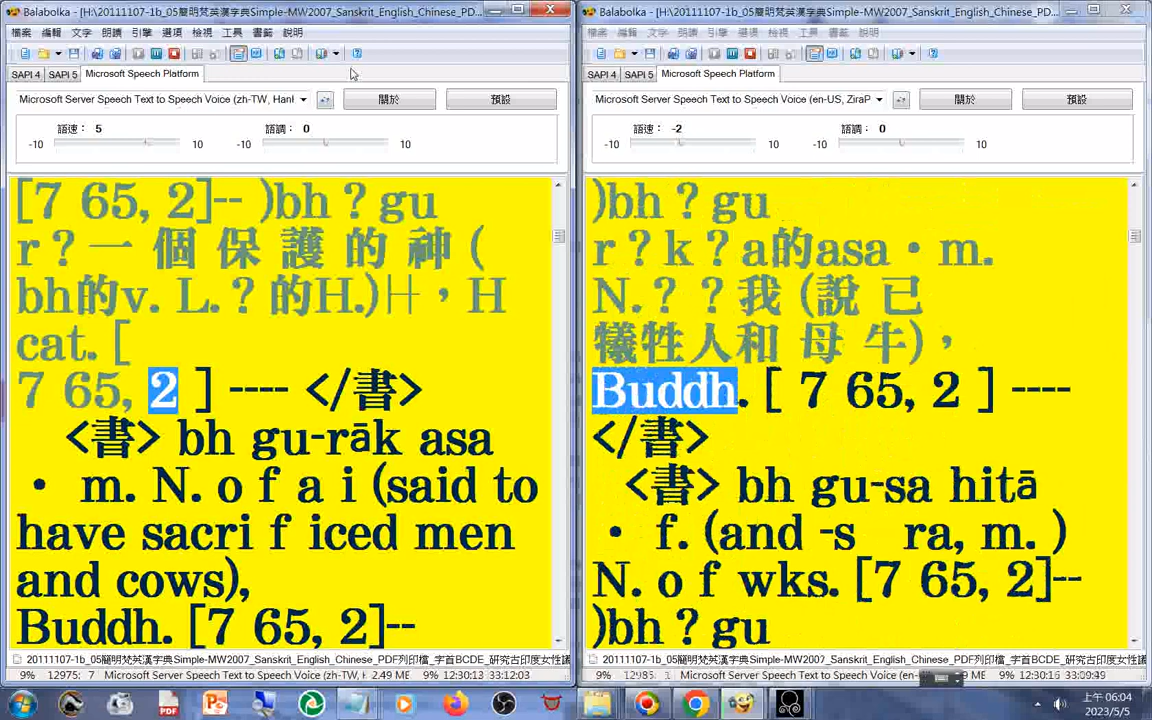 Balabolka - [H:\20111107-1b_05簡明梵英漢字典Simple-MW2007_Sanskrit_English_Chinese_PD...
檔案 編輯 文字 朗讀 引擎 選項 檢視 工具 書籤 說明
SAPI 4 SAPI 5 Microsoft Speech Platform
Microsoft Server Speech Text to Speech Voice (zh-TW, Hanl 關於 預設
語速： 5 語調： 0
-10 10 -10 10
[7 65, 2]-- )bh ? gu
r ? 一 個 保 護 的 神 (
bh的v. L. ? 的H.)├，H
cat. [
7 65, 2 ] ---- </書>
<書> bh gu-rāk asa
• m. N. o f a i (said to
have sacri f iced men
and cows),
Buddh. [7 65, 2]--
20111107-1b_05簡明梵英漢字典Simple-MW2007_Sanskrit_English_Chinese_PDF列印檔_字首BCDE_研究古印度女性議
9% 12975: 7 Microsoft Server Speech Text to Speech Voice (zh-TW, H 2.49 ME 9% 12:30:13 33:12:03
Balabolka - [H:\20111107-1b_05簡明梵英漢字典Simple-MW2007_Sanskrit_English_Chinese_PD...
檔案 編輯 文字 朗讀 引擎 選項 檢視 工具 書籤 說明
SAPI 4 SAPI 5 Microsoft Speech Platform
Microsoft Server Speech Text to Speech Voice (en-US, ZiraP 關於 預設
語速： -2 語調： 0
-10 10 -10 10
)bh ? gu
r ? k ? a的asa • m.
N. ? ? 我 (說 已
犧牲人和 母 牛)，
Buddh. [ 7 65, 2 ] ----
</書>
<書> bh gu-sa hitā
• f. (and -s ra, m. )
N. o f wks. [7 65, 2]--
)bh ? gu
20111107-1b_05簡明梵英漢字典Simple-MW2007_Sanskrit_English_Chinese_PDF列印檔_字首BCDE_研究古印度女性議
9% 12985: 1 Microsoft Server Speech Text to Speech Voice (en- 9 ME 9% 12:30:16
上午 06:04
2023/5/5